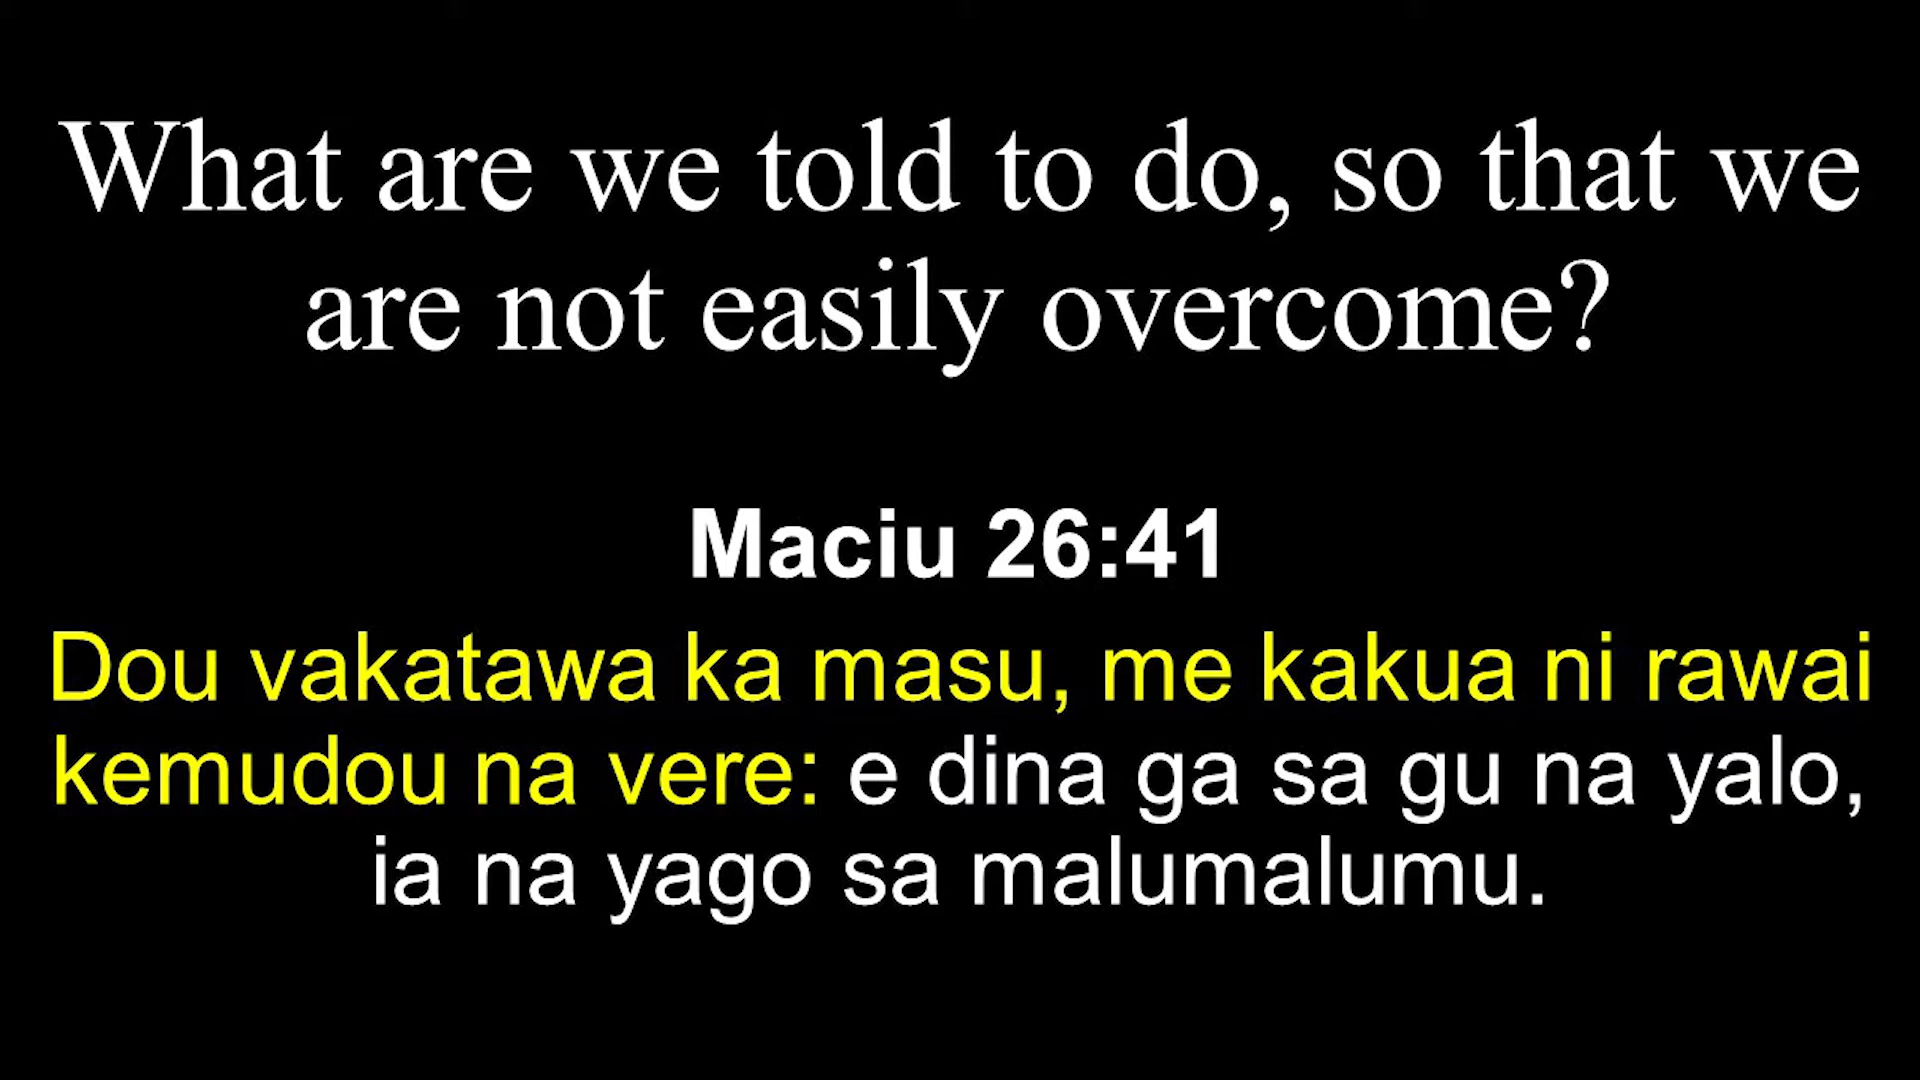 What are we told to do, so that we
are not easily overcome?
Maciu 26:41
Dou vakatawa ka masu, me kakua ni rawai
kemudou na vere: e dina ga sa gu na yalo,
ia na yago sa malumalumu.